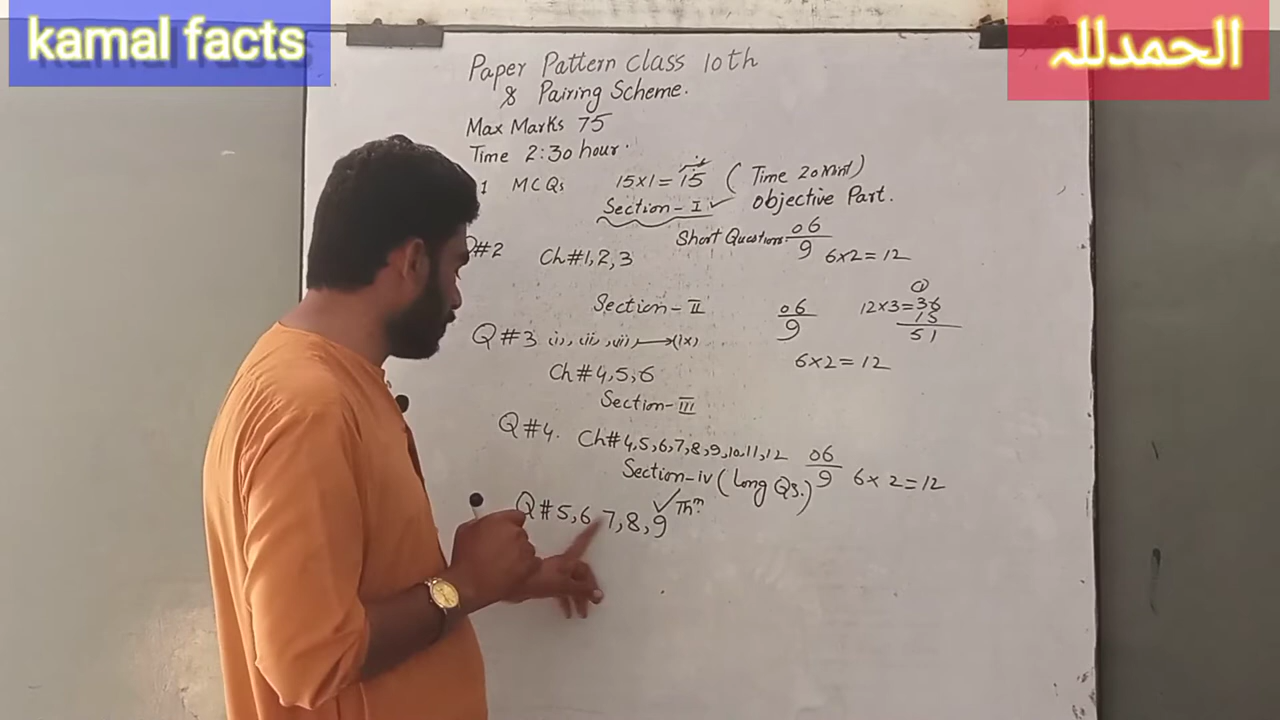 kamal facts
الحمدللہ
Paper Pattern Class 10th
& Pairing Scheme.
Max Marks 75
Time 2:30 hour.
1 MCQs 15x1=15 (Time 20 Mint)
Section-I ✓ objective Part.
Short Question: 06/9 6x2=12
Q#2 Ch#1,2,3
Section-II 06/9 12x3=36
15
51
Q#3 i), ii), iii) → (ix)
6x2=12
Ch#4,5,6
Section-III
Q#4. Ch#4,5,6,7,8,9,10,11,12 06/9 6x2=12
Section-iv (Long Qs.)
Q#5,6 7,8,9 ✓ Thm